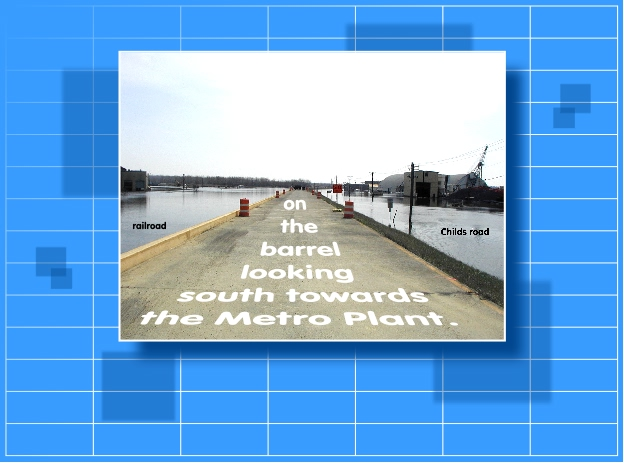 on
the
barrel
looking
south towards
the Metro Plant.
railroad
Childs road